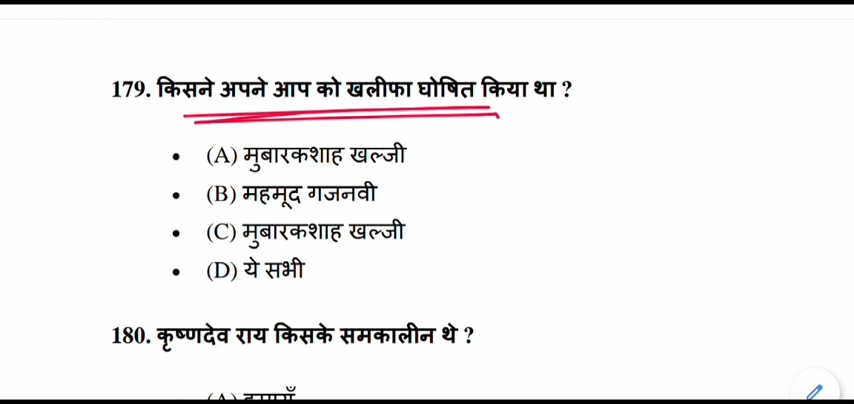 179. किसने अपने आप को खलीफा घोषित किया था ?
• (A) मुबारकशाह खल्जी
• (B) महमूद गजनवी
• (C) मुबारकशाह खल्जी
• (D) ये सभी
180. कृष्णदेव राय किसके समकालीन थे ?